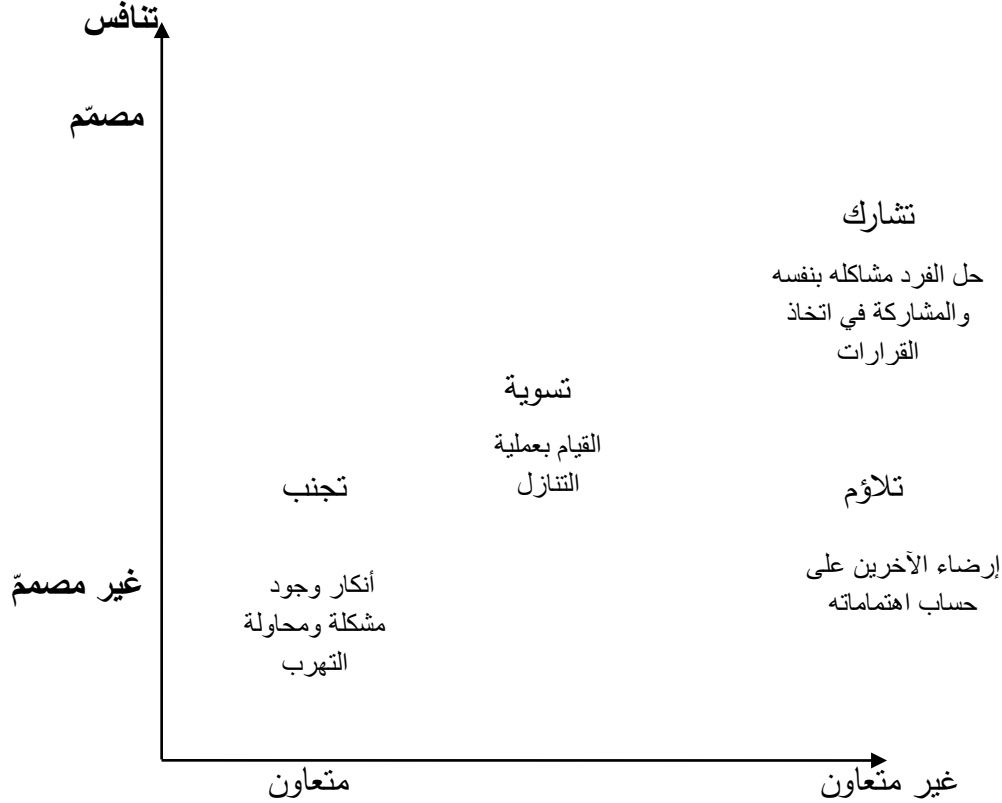 تنافس
مصمّم
تشارك
حل الفرد مشاكله بنفسه
والمشاركة في اتخاذ
القرارات
تسوية
القيام بعملية
التنازل
تلاؤم
تجنب
إرضاء الآخرين على
حساب اهتماماته
أنكار وجود
مشكلة ومحاولة
التهرب
غير مصممّ
غير متعاون
متعاون